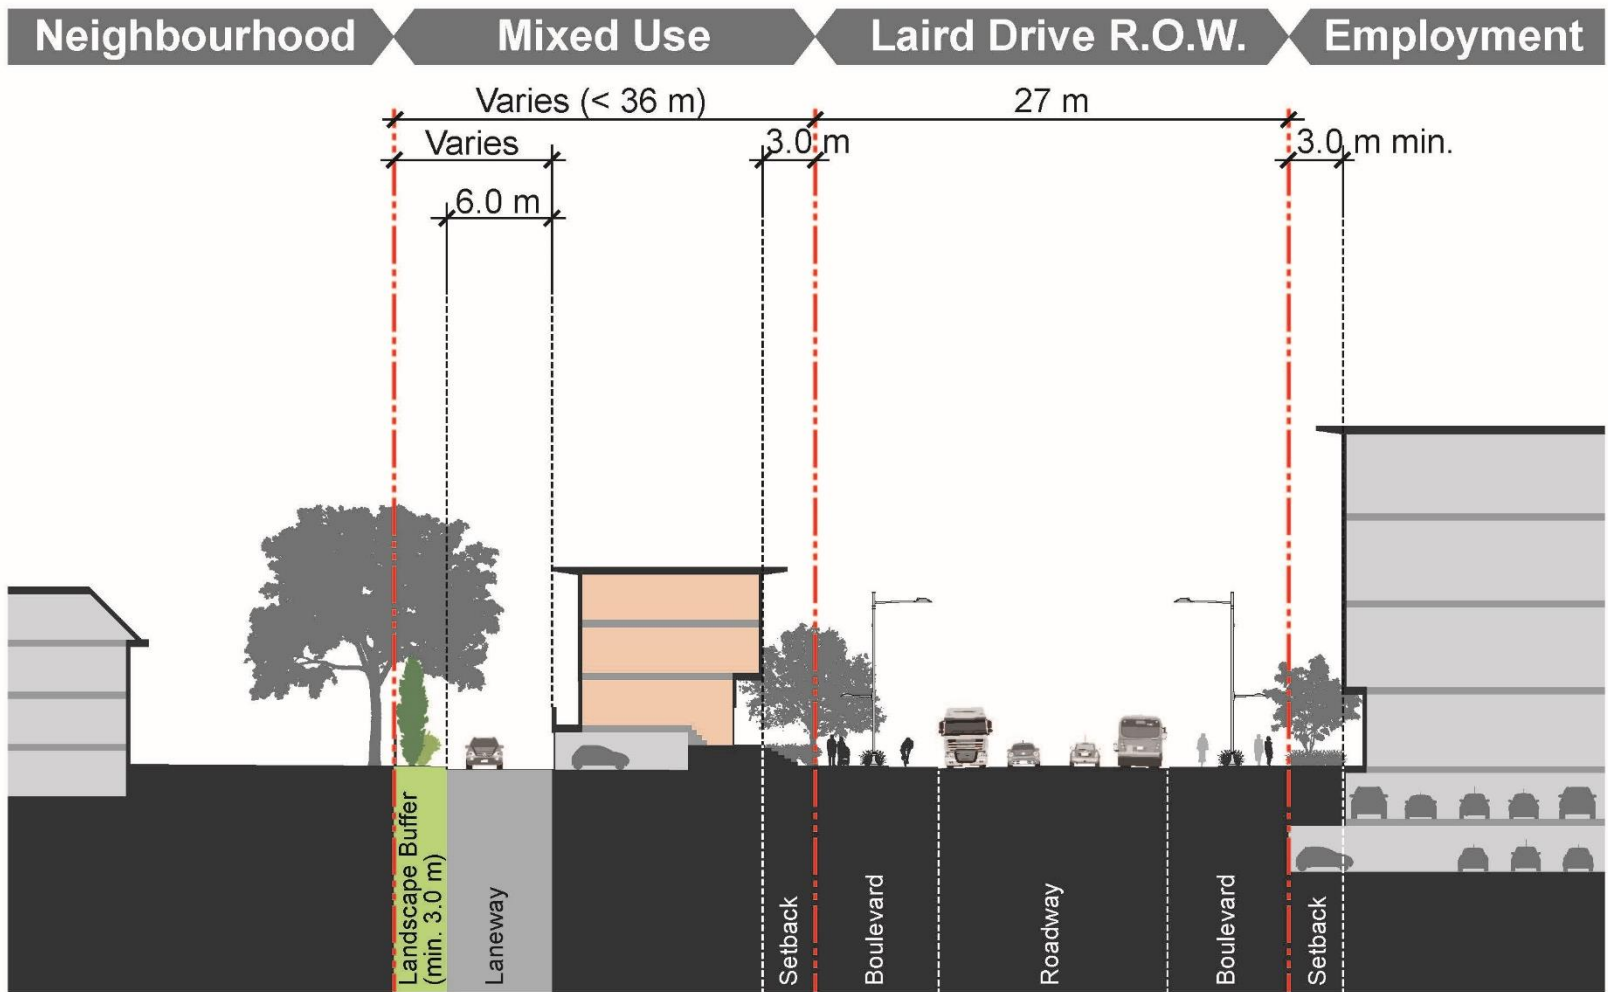 Neighbourhood
Mixed Use
Laird Drive R.O.W.
Employment
Varies (< 36 m)
27 m
Varies
3.0 m
3.0 m min.
6.0 m
Landscape Buffer
(min. 3.0 m)
Laneway
Setback
Boulevard
Roadway
Boulevard
Setback